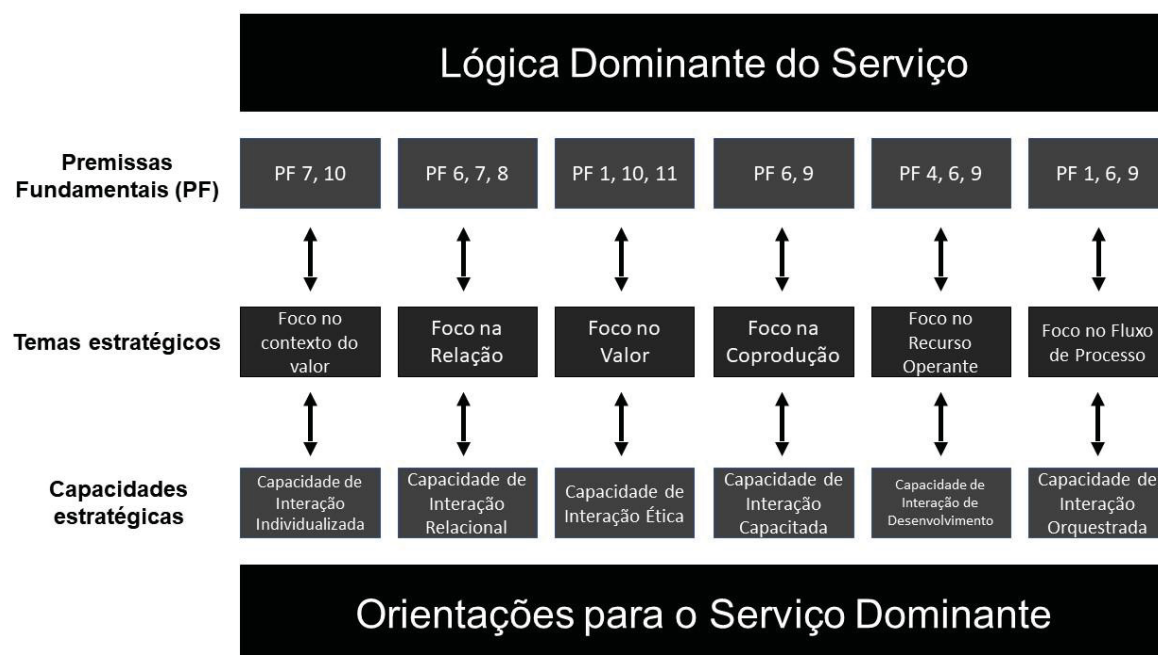 Lógica Dominante do Serviço
Premissas
Fundamentais (PF)
PF 7, 10
PF 6, 7, 8
PF 1, 10, 11
PF 6, 9
PF 4, 6, 9
PF 1, 6, 9
Temas estratégicos
Foco no
contexto do
valor
Foco na
Relação
Foco no
Valor
Foco na
Coprodução
Foco no
Recurso
Operante
Foco no Fluxo
de Processo
Capacidades
estratégicas
Capacidade de
Interação
Individualizada
Capacidade de
Interação
Relacional
Capacidade de
Interação Ética
Capacidade de
Interação
Capacitada
Capacidade de
Interação de
Desenvolvimento
Capacidade de
Interação
Orquestrada
Orientações para o Serviço Dominante